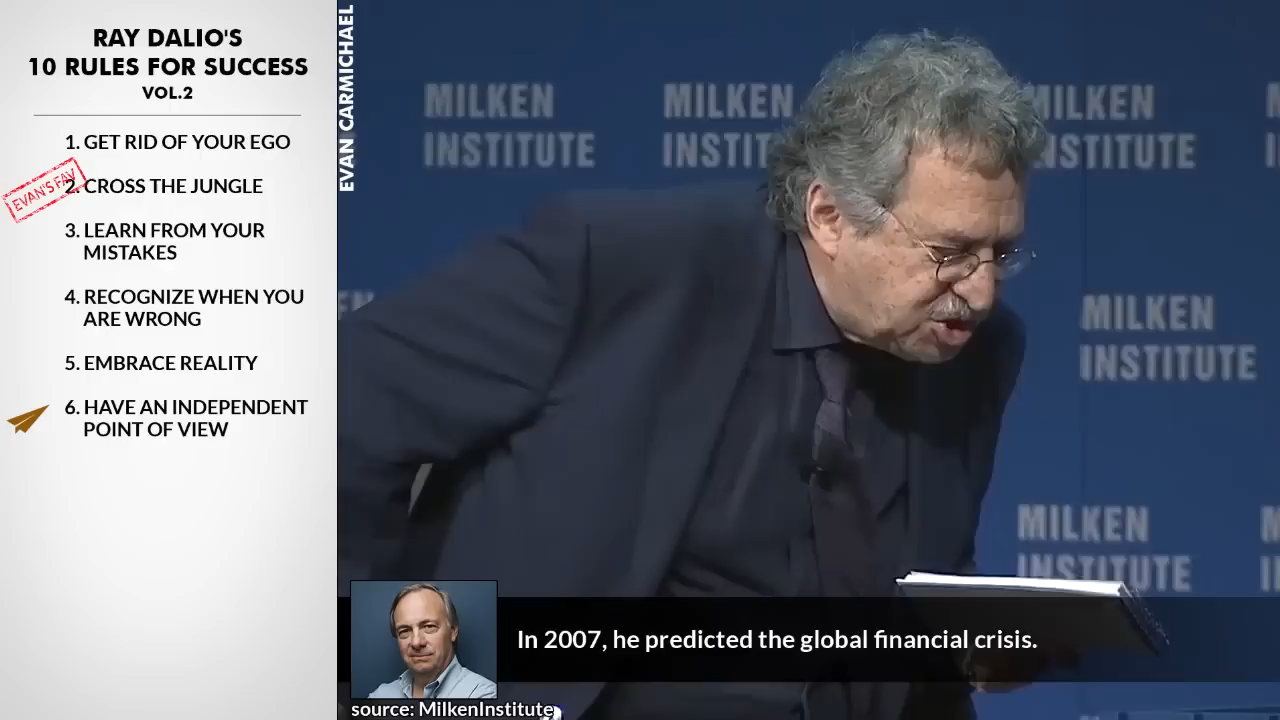 RAY DALIO'S
10 RULES FOR SUCCESS
VOL.2
1. GET RID OF YOUR EGO
EVAN'S FAV
2. CROSS THE JUNGLE
3. LEARN FROM YOUR
MISTAKES
4. RECOGNIZE WHEN YOU
ARE WRONG
5. EMBRACE REALITY
6. HAVE AN INDEPENDENT
POINT OF VIEW
EVAN CARMICHAEL
MILKEN
INSTITUTE
MILKEN
INSTITUTE
MILKEN
INSTITUTE
MILKEN
INSTITUTE
MILKEN
INSTITUTE
In 2007, he predicted the global financial crisis.
source: MilkenInstitute